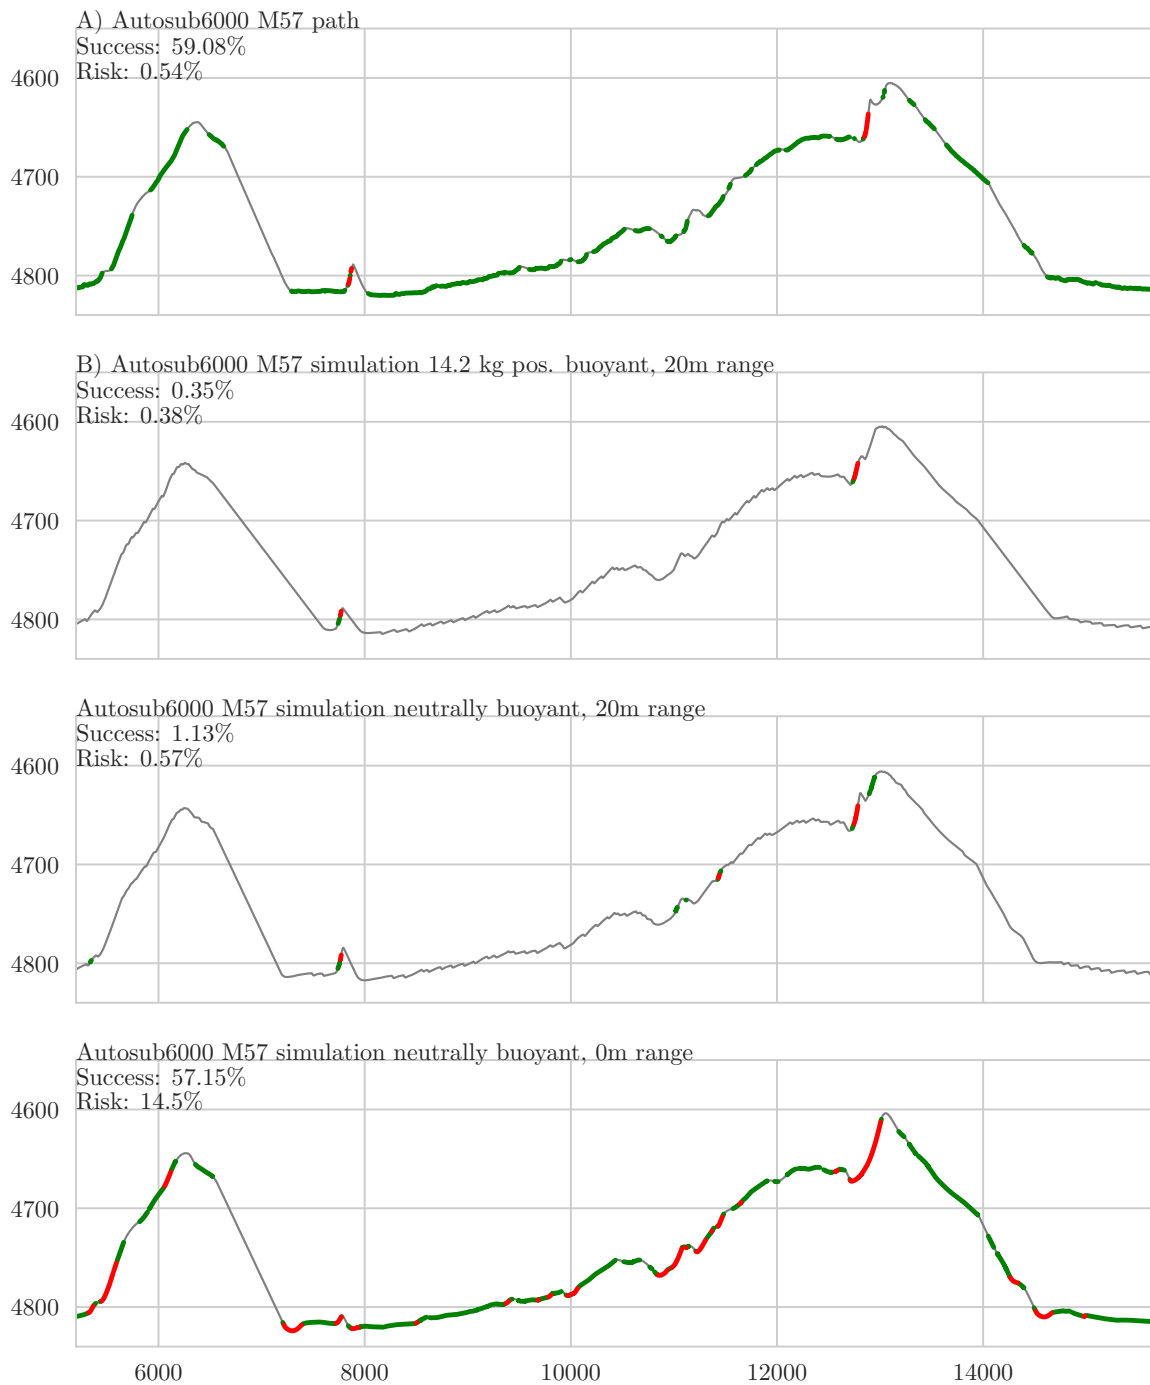 A) Autosub6000 M57 path
Success: 59.08%
Risk: 0.54%
4600
4700
4800
B) Autosub6000 M57 simulation 14.2 kg pos. buoyant, 20m range
Success: 0.35%
Risk: 0.38%
4600
4700
4800
Autosub6000 M57 simulation neutrally buoyant, 20m range
Success: 1.13%
Risk: 0.57%
4600
4700
4800
Autosub6000 M57 simulation neutrally buoyant, 0m range
Success: 57.15%
Risk: 14.5%
4600
4700
4800
6000 8000 10000 12000 14000